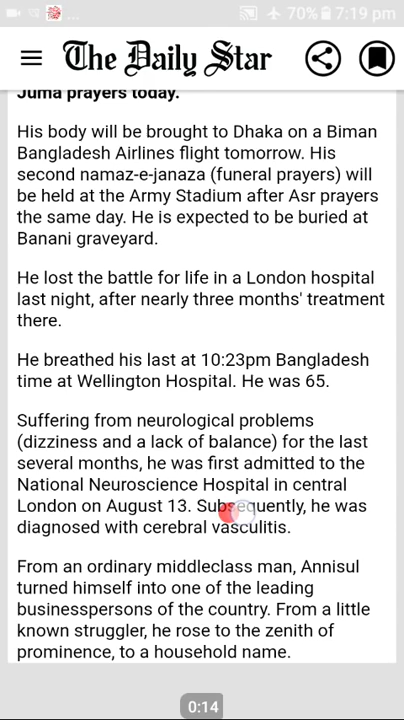 70% 7:19 pm
The Daily Star
Juma prayers today.
His body will be brought to Dhaka on a Biman
Bangladesh Airlines flight tomorrow. His
second namaz-e-janaza (funeral prayers) will
be held at the Army Stadium after Asr prayers
the same day. He is expected to be buried at
Banani graveyard.
He lost the battle for life in a London hospital
last night, after nearly three months' treatment
there.
He breathed his last at 10:23pm Bangladesh
time at Wellington Hospital. He was 65.
Suffering from neurological problems
(dizziness and a lack of balance) for the last
several months, he was first admitted to the
National Neuroscience Hospital in central
London on August 13. Subsequently, he was
diagnosed with cerebral vasculitis.
From an ordinary middleclass man, Annisul
turned himself into one of the leading
businesspersons of the country. From a little
known struggler, he rose to the zenith of
prominence, to a household name.
0:14